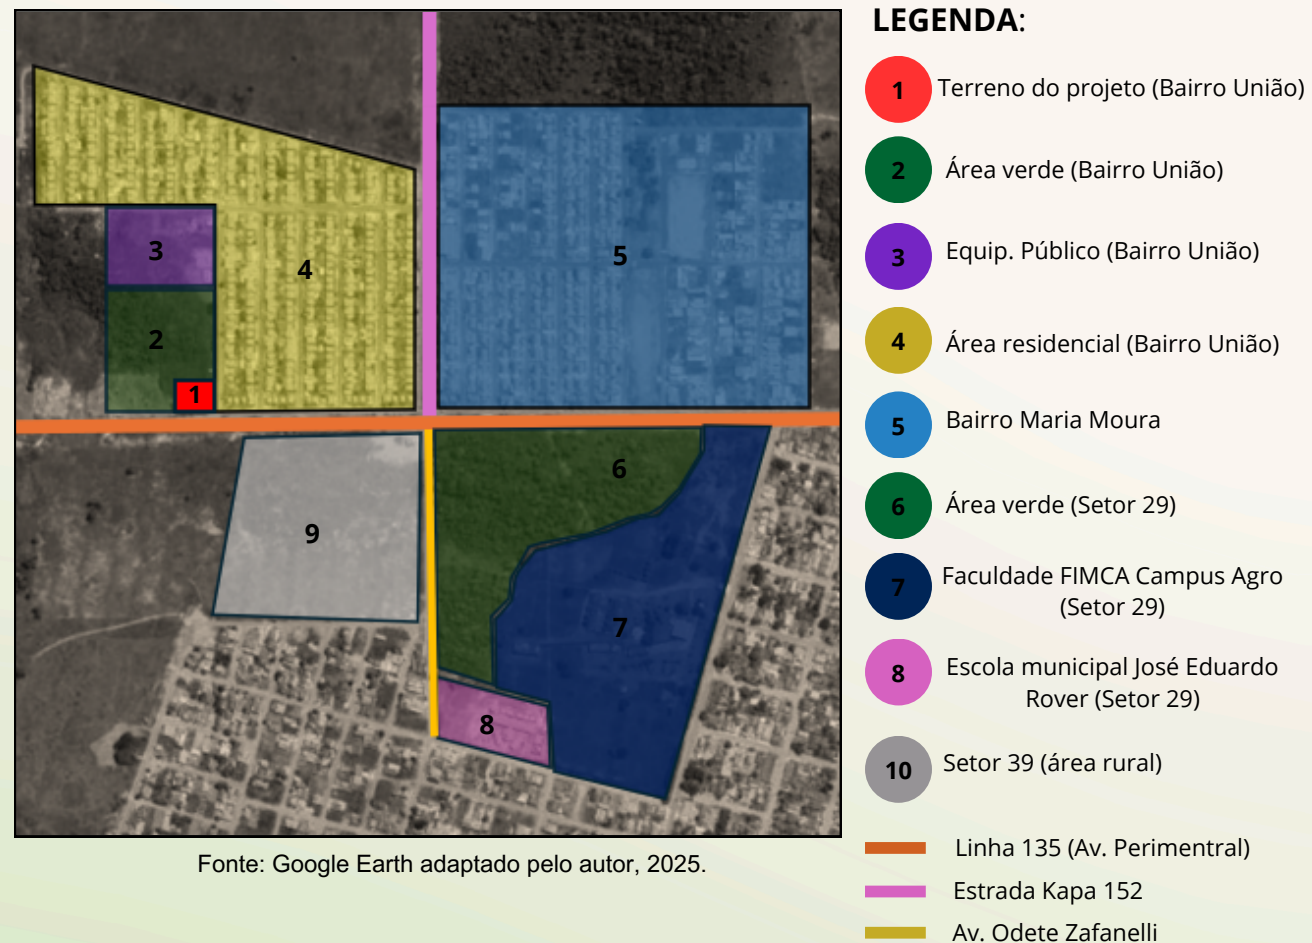 3
4
5
2
1
6
9
7
8
Fonte: Google Earth adaptado pelo autor, 2025.
LEGENDA:
1 Terreno do projeto (Bairro União)
2 Área verde (Bairro União)
3 Equip. Público (Bairro União)
4 Área residencial (Bairro União)
5 Bairro Maria Moura
6 Área verde (Setor 29)
7 Faculdade FIMCA Campus Agro
(Setor 29)
8 Escola municipal José Eduardo
Rover (Setor 29)
10 Setor 39 (área rural)
Linha 135 (Av. Perimentral)
Estrada Kapa 152
Av. Odete Zafanelli